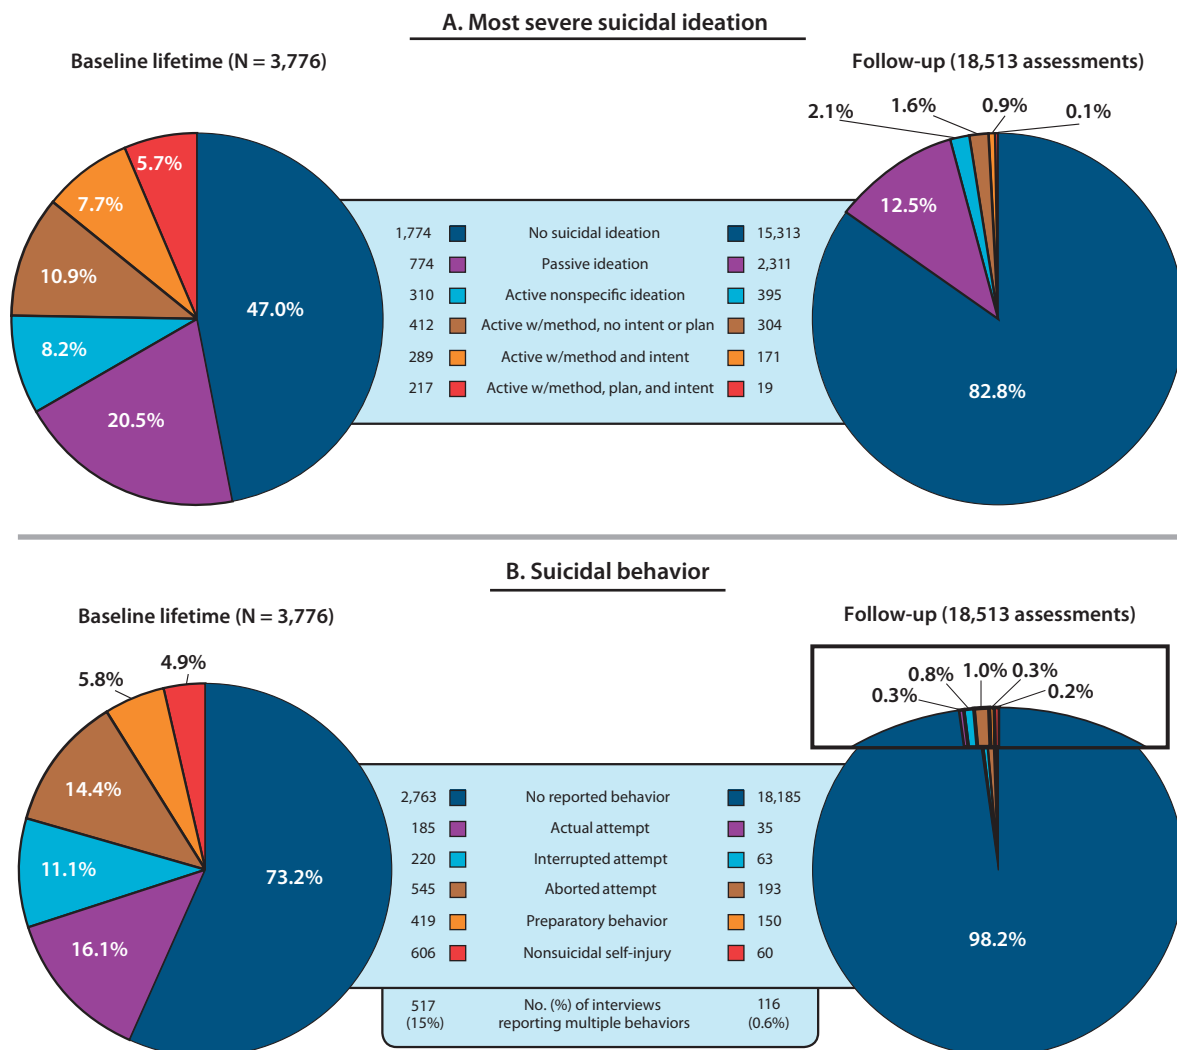 A. Most severe suicidal ideation
Baseline lifetime (N = 3,776)
Follow-up (18,513 assessments)
5.7%
7.7%
10.9%
8.2%
20.5%
47.0%
2.1%
1.6%
0.9%
0.1%
12.5%
82.8%
1,774 No suicidal ideation 15,313
774 Passive ideation 2,311
310 Active nonspecific ideation 395
412 Active w/method, no intent or plan 304
289 Active w/method and intent 171
217 Active w/method, plan, and intent 19
B. Suicidal behavior
Baseline lifetime (N = 3,776)
Follow-up (18,513 assessments)
4.9%
5.8%
14.4%
11.1%
16.1%
73.2%
0.3%
0.8%
1.0%
0.3%
0.2%
98.2%
2,763 No reported behavior 18,185
185 Actual attempt 35
220 Interrupted attempt 63
545 Aborted attempt 193
419 Preparatory behavior 150
606 Nonsuicidal self-injury 60
517 No. (%) of interviews 116
(15%) reporting multiple behaviors (0.6%)